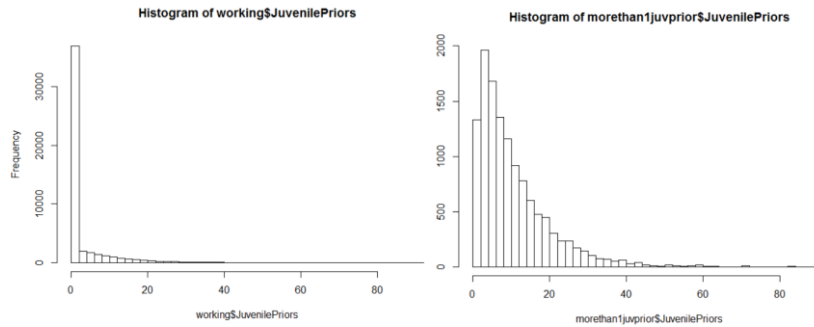 Histogram of working$JuvenilePriors
Frequency
30000
20000
10000
0
0 20 40 60 80
working$JuvenilePriors
Histogram of morethan1juvprior$JuvenilePriors
2000
1500
1000
500
0
0 20 40 60 80
morethan1juvprior$JuvenilePriors